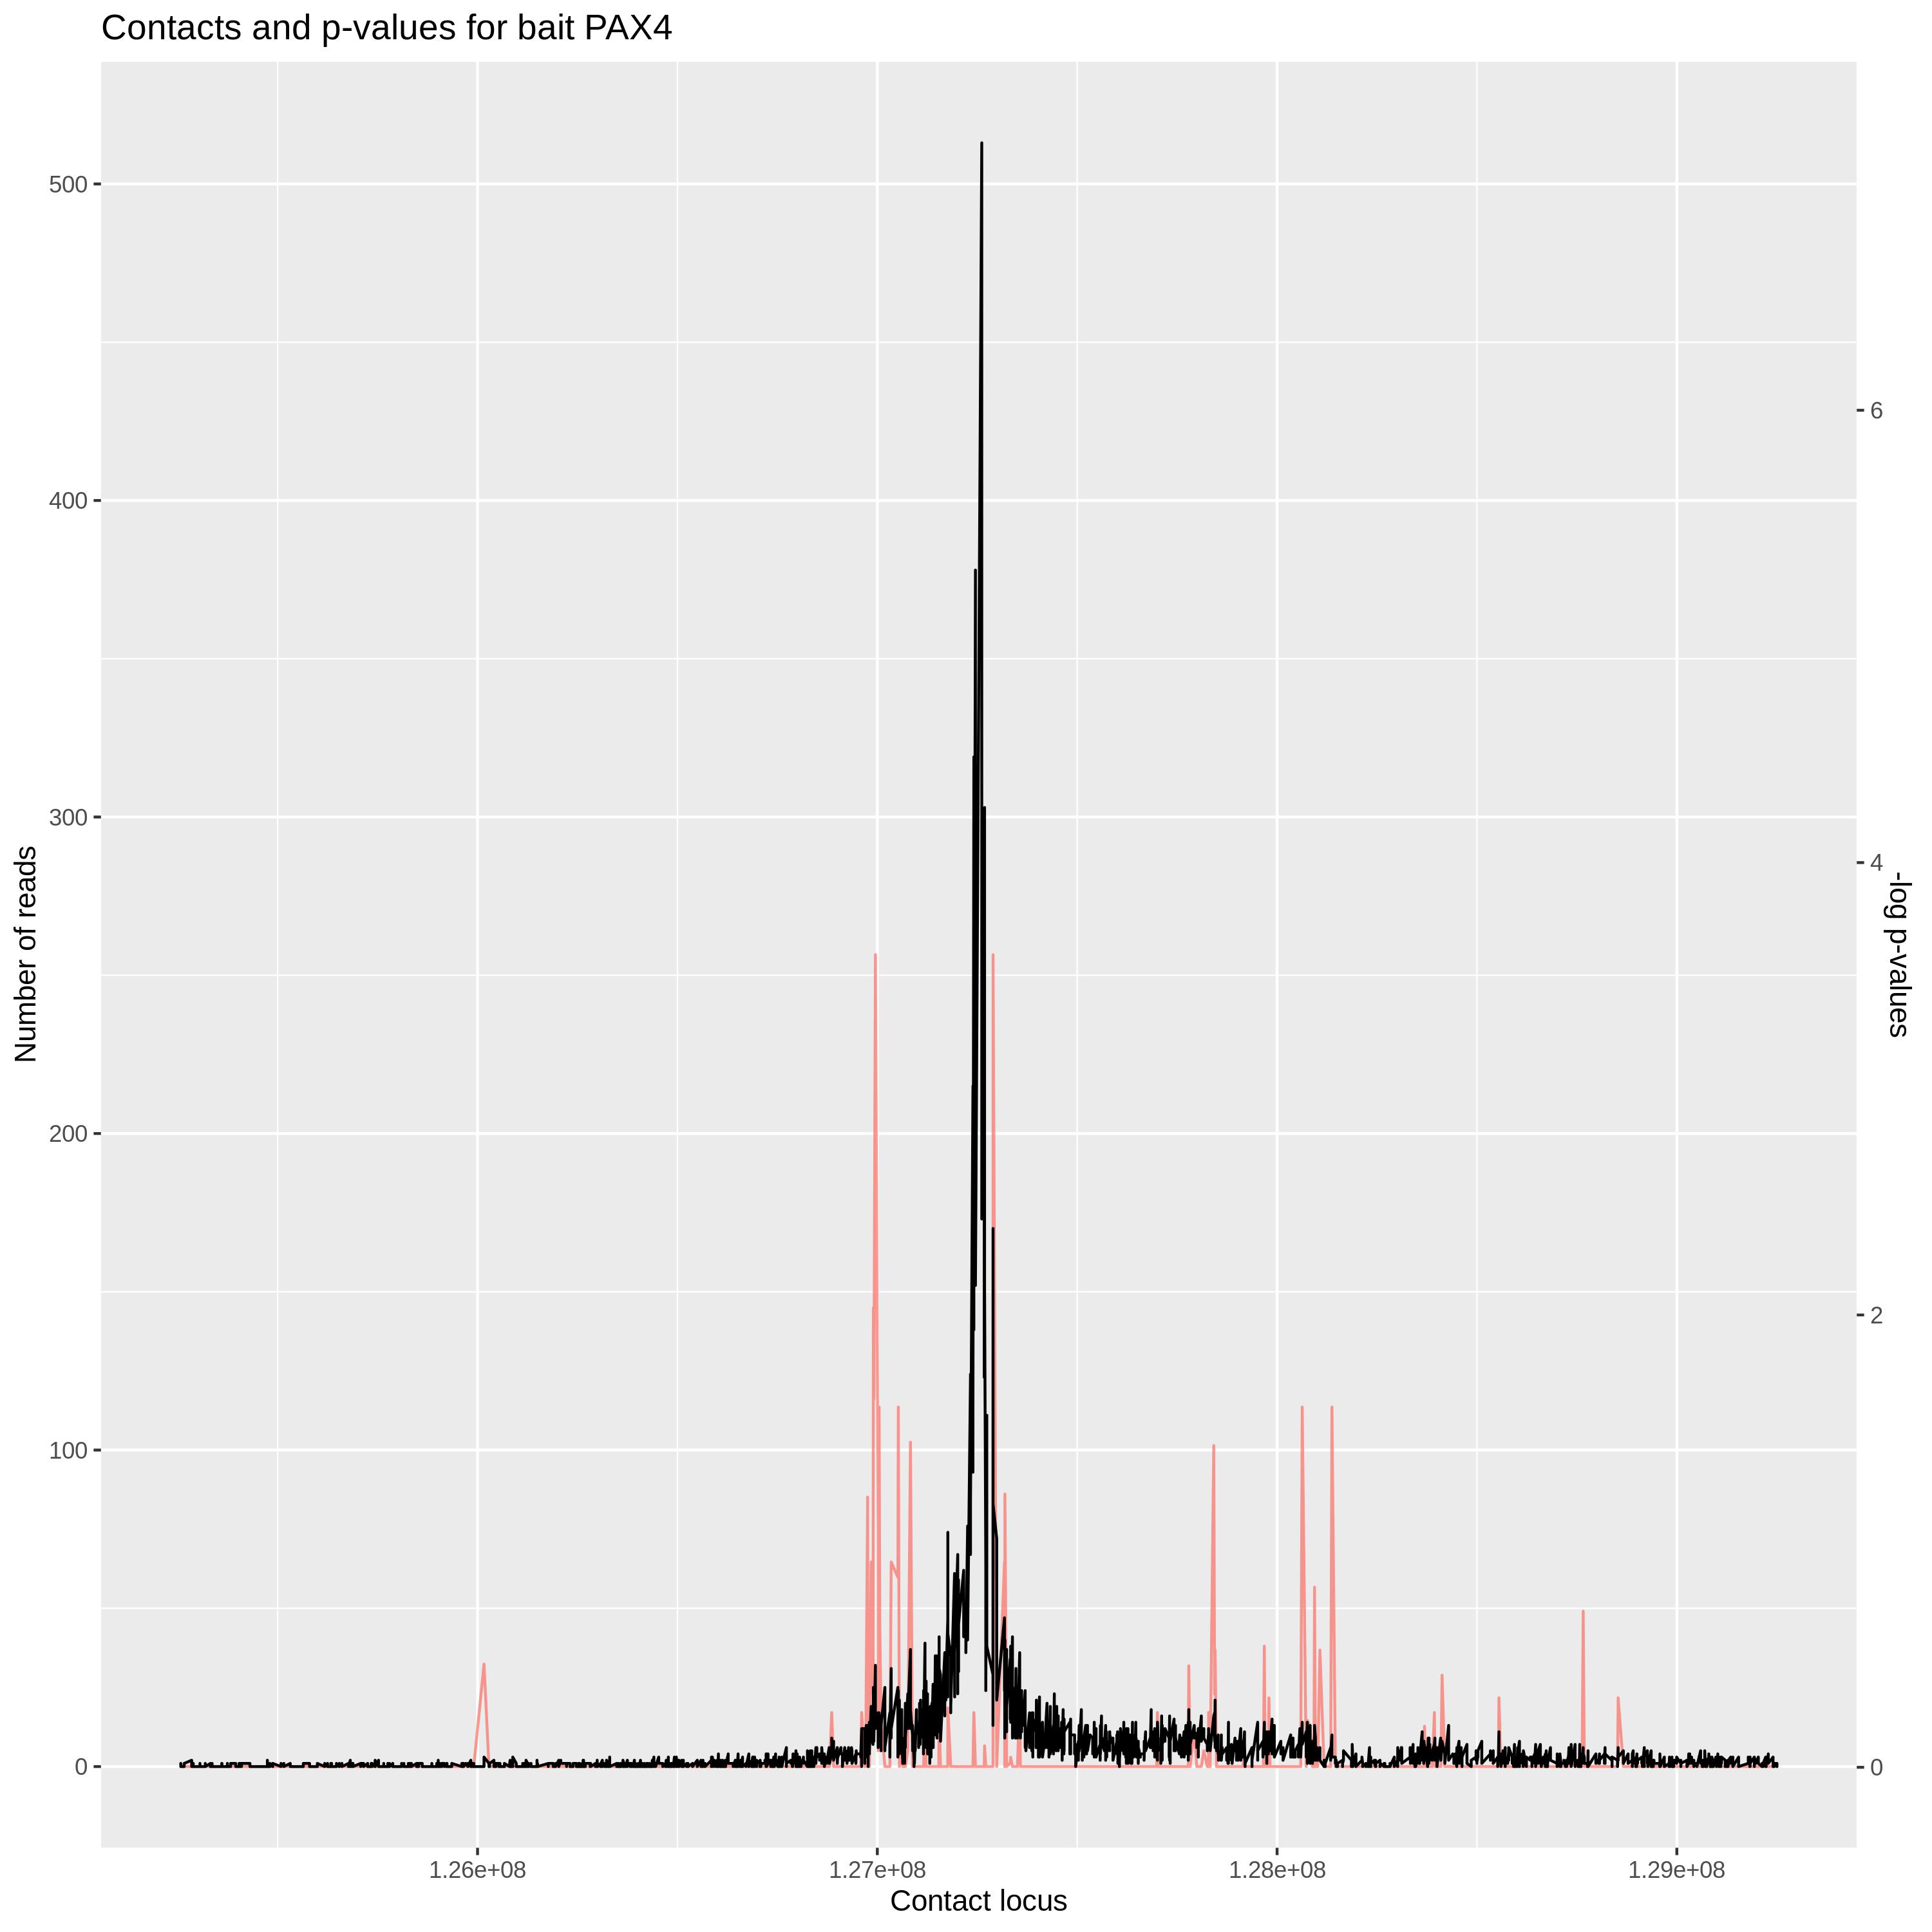 Contacts and p-values for bait PAX4
500
400
300
200
100
0
Number of reads
6
4
2
0
-log p-values
1.26e+08
1.27e+08
1.28e+08
1.29e+08
Contact locus